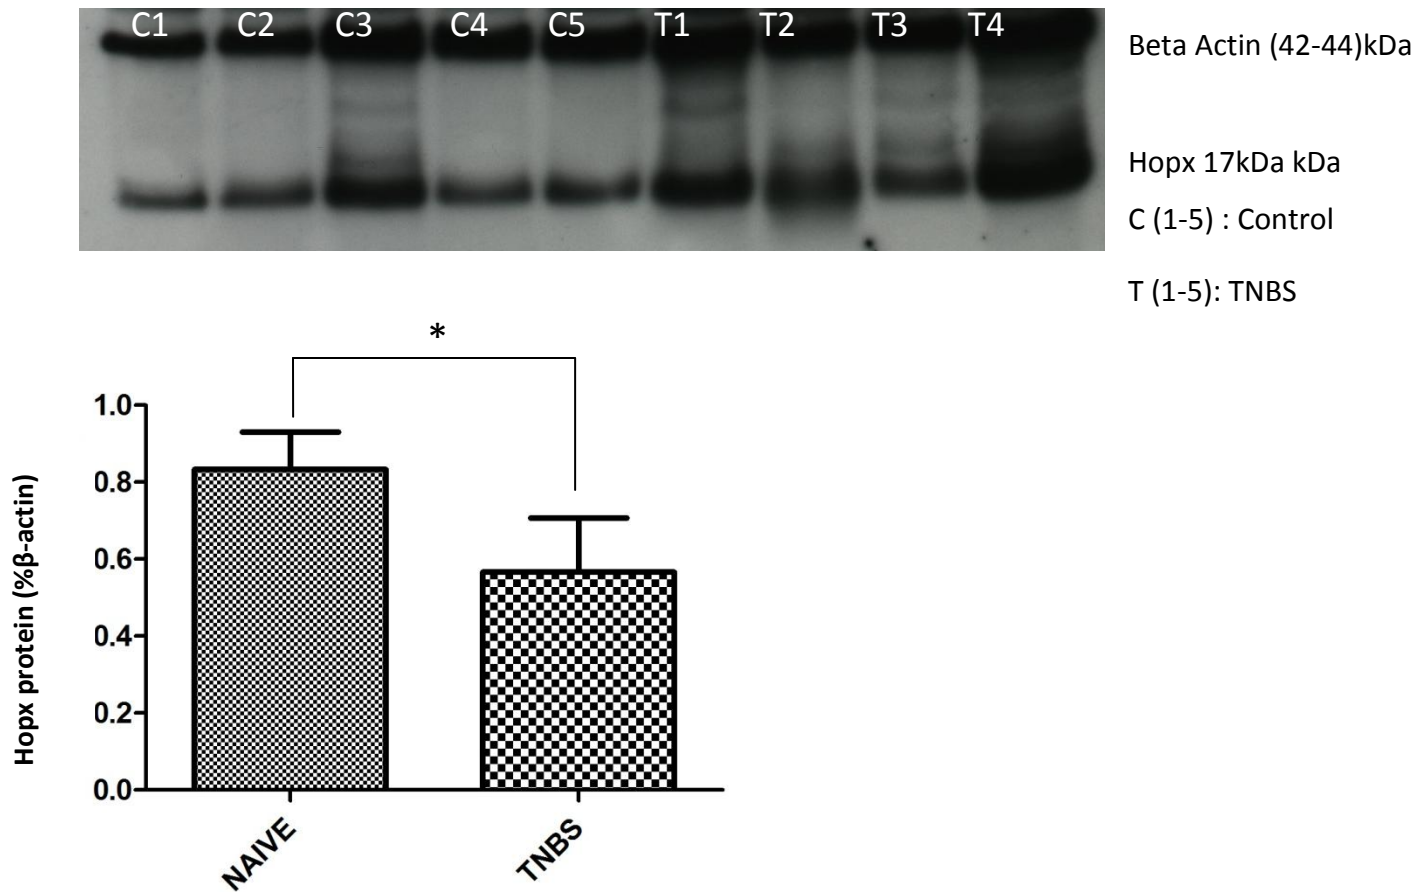 C1 C2 C3 C4 C5 T1 T2 T3 T4
Beta Actin (42-44)kDa
Hopx 17kDa kDa
C (1-5) : Control
T (1-5): TNBS
*
1.0
0.8
0.6
0.4
0.2
0.0
Hopx protein (%β-actin)
NAIVE
TNBS